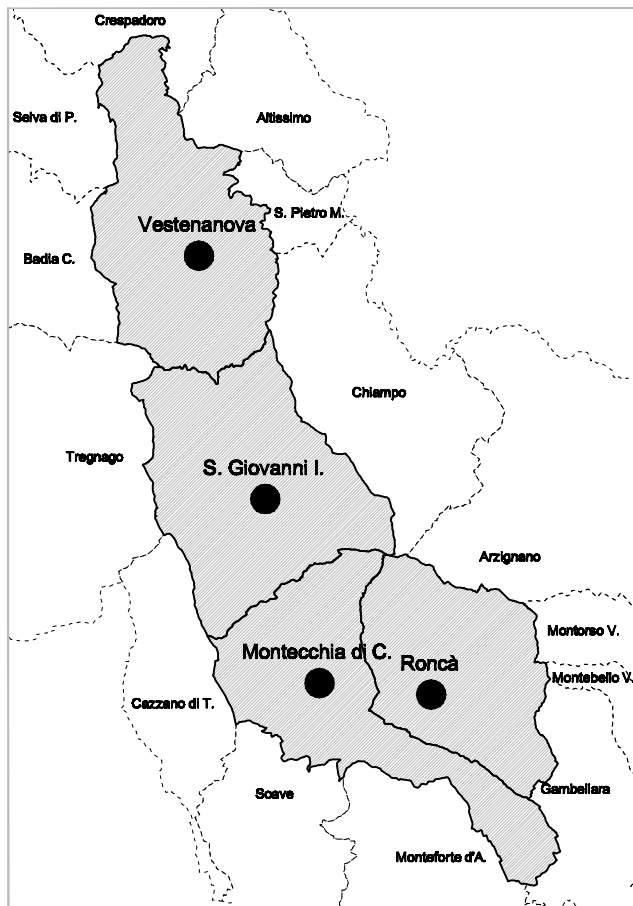 Crespadoro
Selva di P.
Altissimo
S. Pietro M.
Vestenanova
Badia C.
Chiampo
Tregnago
S. Giovanni I.
Arzignano
Montorso V.
Montecchia di C.
Roncà
Montebello V.
Cazzano di T.
Gambellara
Soave
Monteforte d'A.